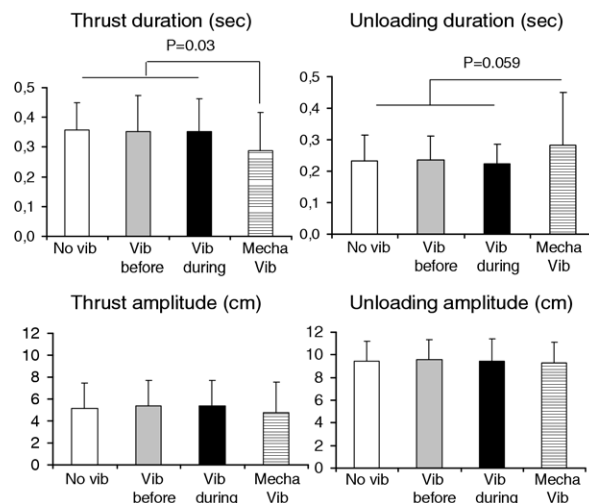 Thrust duration (sec)
P=0.03
0,5
0,4
0,3
0,2
0,1
0,0
No vib
Vib
before
Vib
during
Mecha
Vib
Unloading duration (sec)
P=0.059
0,5
0,4
0,3
0,2
0,1
0,0
No vib
Vib
before
Vib
during
Mecha
Vib
Thrust amplitude (cm)
12
10
8
6
4
2
0
No vib
Vib
before
Vib
during
Mecha
Vib
Unloading amplitude (cm)
12
10
8
6
4
2
0
No vib
Vib
before
Vib
during
Mecha
Vib